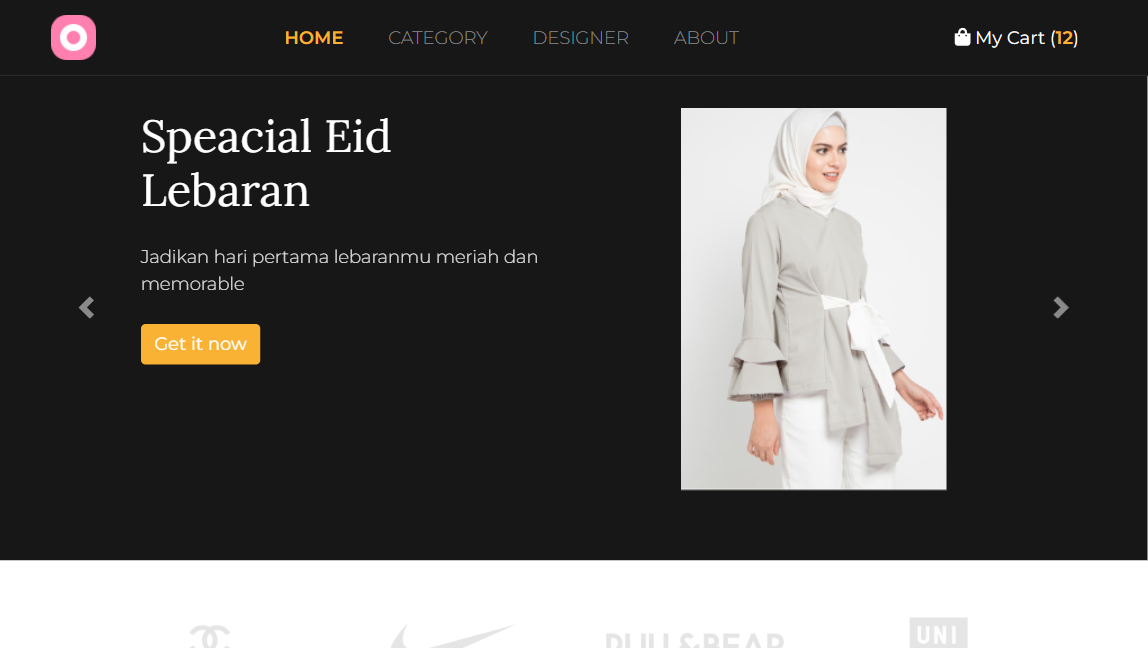 HOME CATEGORY DESIGNER ABOUT My Cart (12)
Speacial Eid
Lebaran
Jadikan hari pertama lebaranmu meriah dan
memorable
Get it now
PULL&BEAR UNI